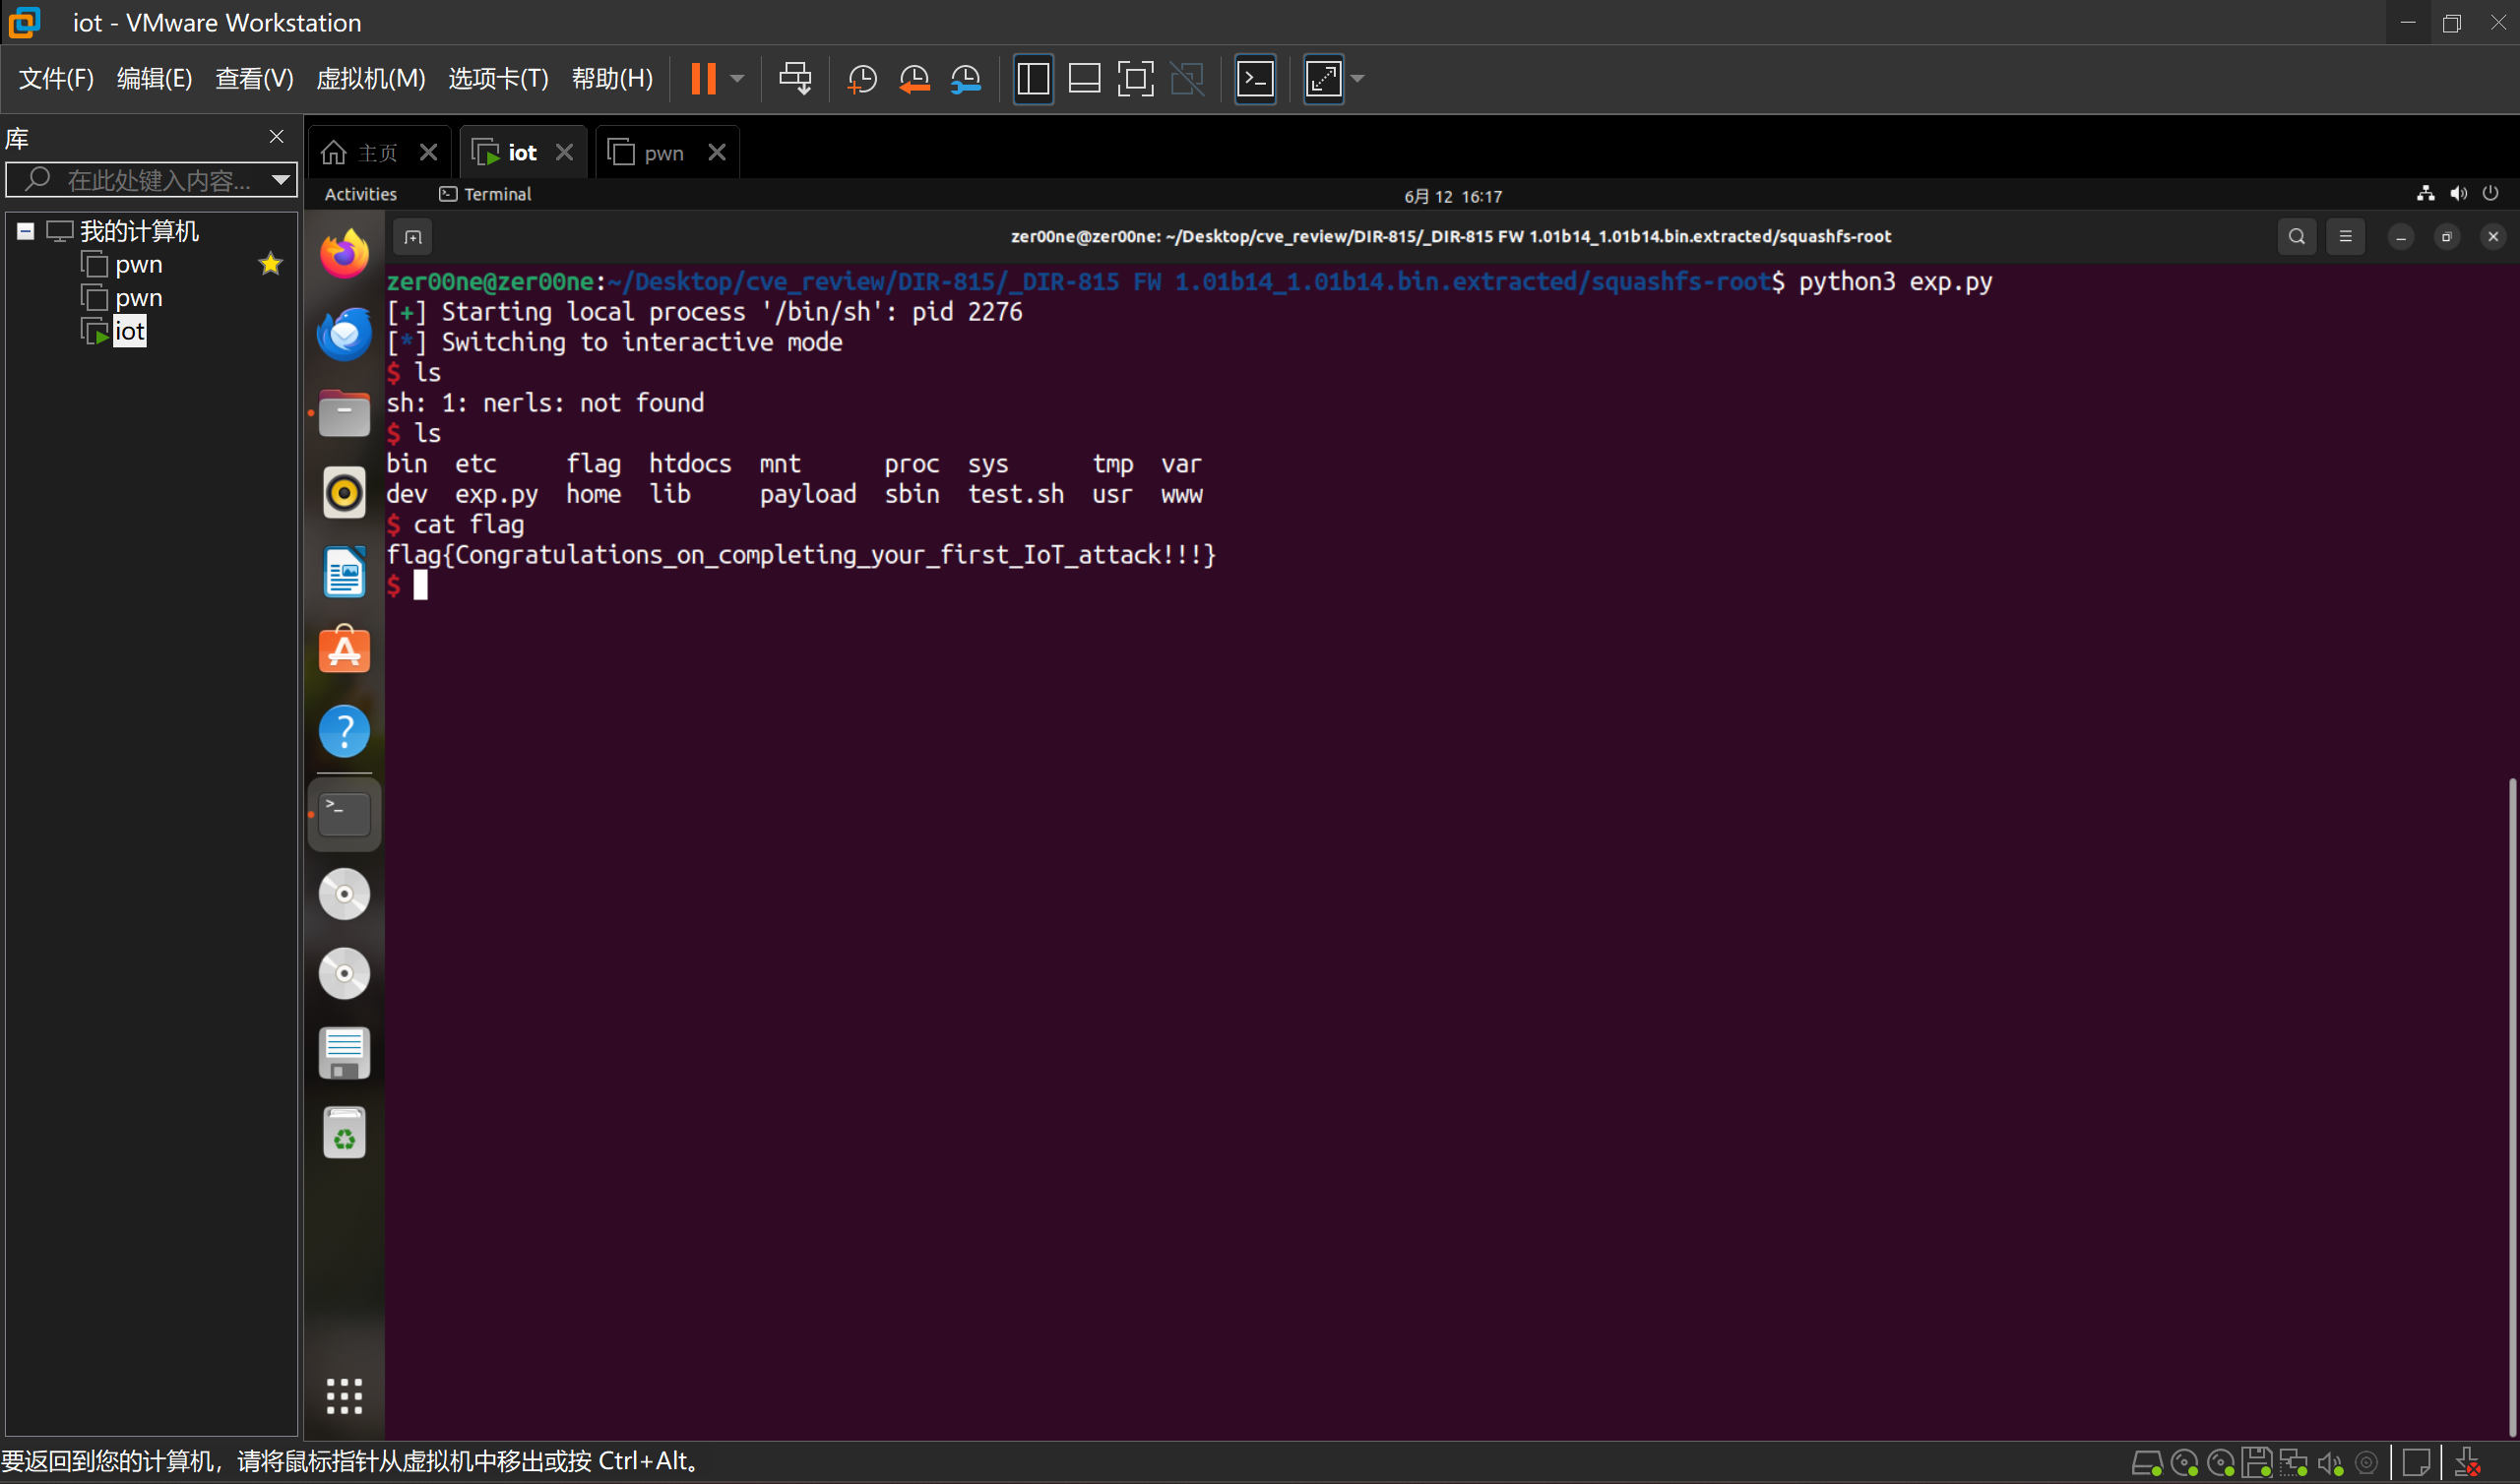 iot - VMware Workstation
文件(F) 编辑(E) 查看(V) 虚拟机(M) 选项卡(T) 帮助(H)
库
在此处键入内容...
我的计算机
pwn
pwn
iot
主页 iot pwn
Activities Terminal 6月 12 16:17
zer00ne@zer00ne: ~/Desktop/cve_review/DIR-815/_DIR-815 FW 1.01b14_1.01b14.bin.extracted/squashfs-root
zer00ne@zer00ne:~/Desktop/cve_review/DIR-815/_DIR-815 FW 1.01b14_1.01b14.bin.extracted/squashfs-root$ python3 exp.py
[+] Starting local process '/bin/sh': pid 2276
[*] Switching to interactive mode
$ ls
sh: 1: nerls: not found
$ ls
bin etc flag htdocs mnt proc sys tmp var
dev exp.py home lib payload sbin test.sh usr www
$ cat flag
flag{Congratulations_on_completing_your_first_IoT_attack!!!}
$
要返回到您的计算机，请将鼠标指针从虚拟机中移出或按 Ctrl+Alt。